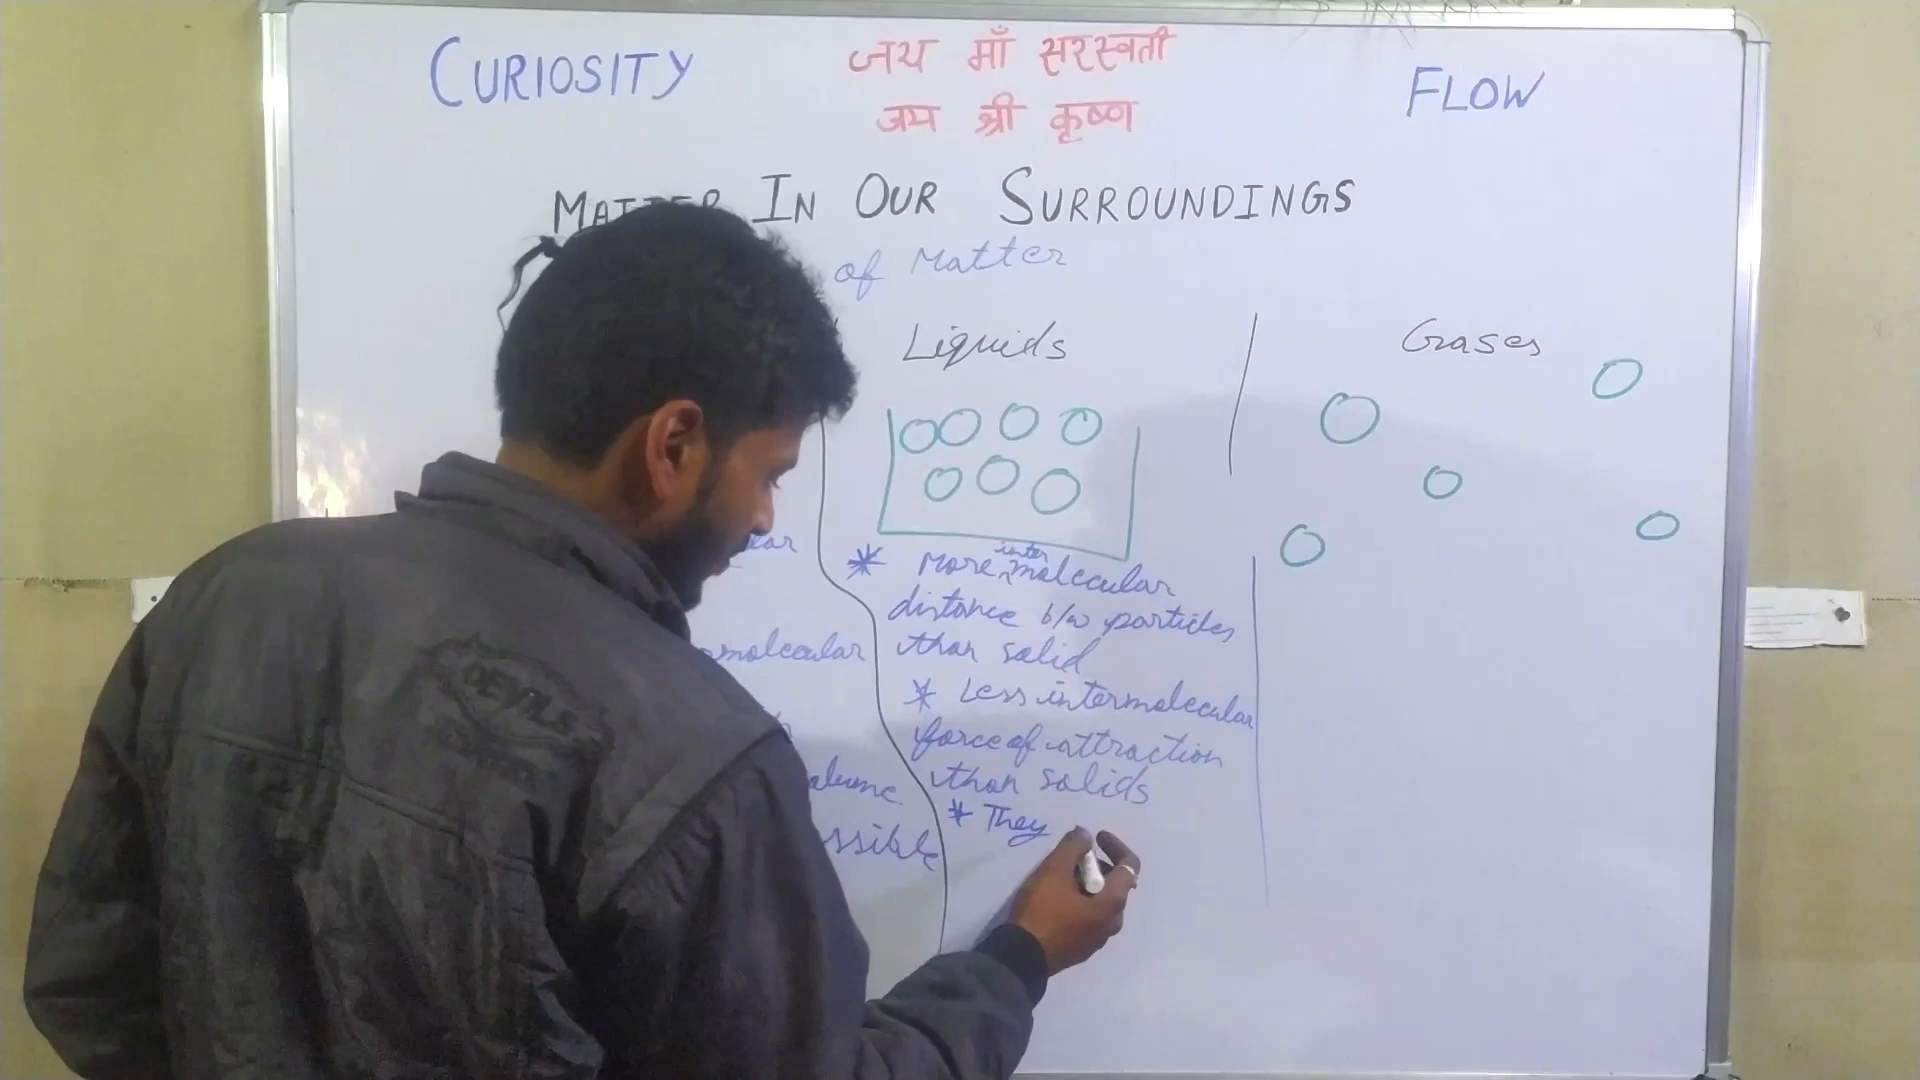 CURIOSITY
जय माँ सरस्वती
जय श्री कृष्ण
FLOW
MATTER IN OUR SURROUNDINGS
of Matter
Liquids
Gases
* More inter molecular
distance b/w particles
than solid
* Less intermolecular
force of attraction
than solids
* They
molecular
ssible
DEVILS